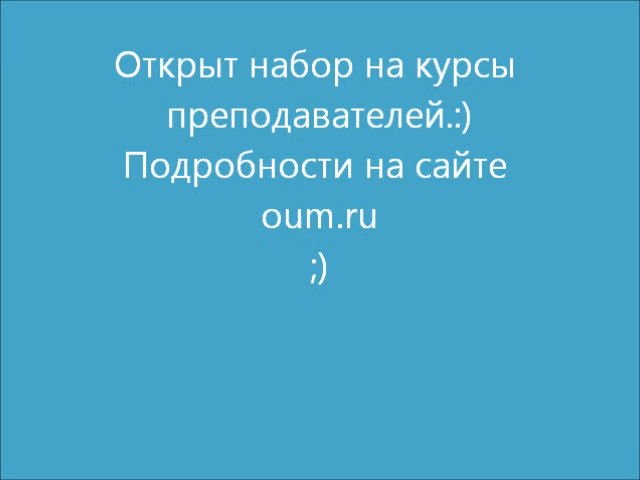 Открыт набор на курсы
преподавателей.:)
Подробности на сайте
oum.ru
;)